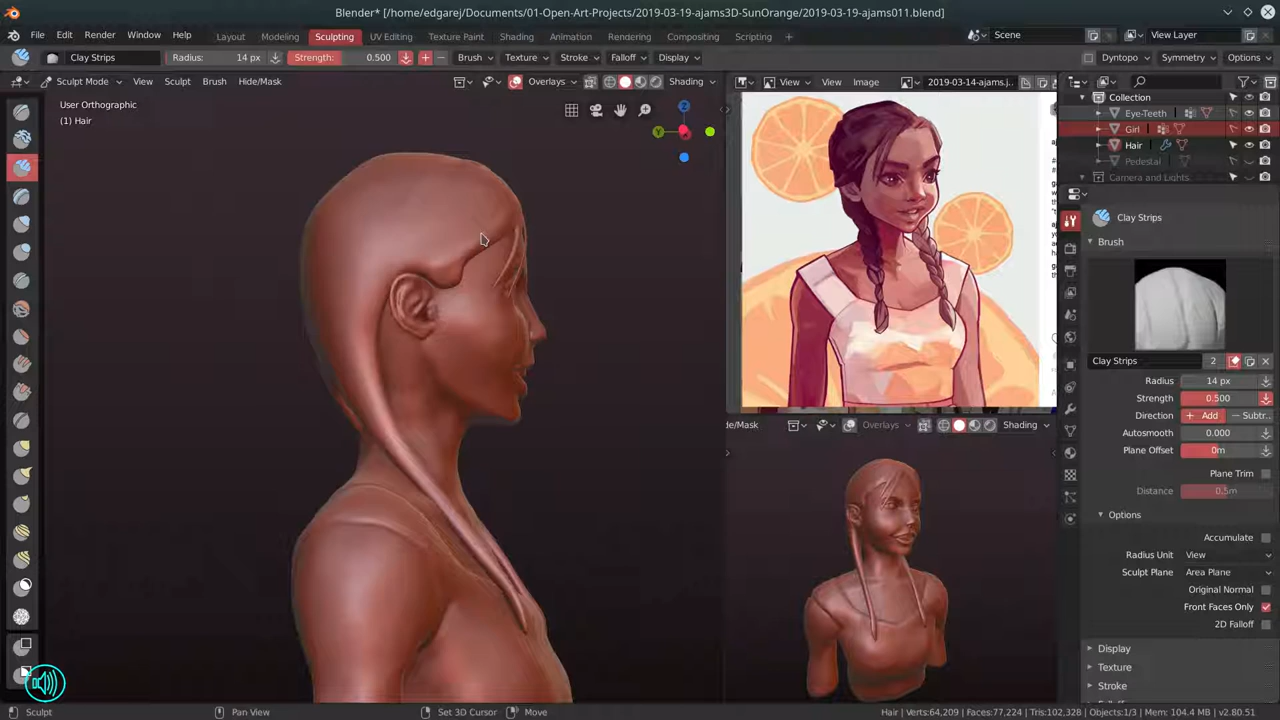 Blender* [/home/edgarej/Documents/01-Open-Art-Projects/2019-03-19-ajams3D-SunOrange/2019-03-19-ajams011.blend]
File Edit Render Window Help Layout Modeling Sculpting UV Editing Texture Paint Shading Animation Rendering Compositing Scripting + Scene View Layer
Clay Strips Radius: 14 px Strength: 0.500 Brush Texture Stroke Falloff Display Dyntopo Symmetry Options
Sculpt Mode View Sculpt Brush Hide/Mask Overlays Shading
View View Image 2019-03-14-ajams.j..
User Orthographic
(1) Hair
Z
Y
Collection
Eye-Teeth
Girl
Hair
Pedestal
Camera and Lights
Clay Strips
Brush
Clay Strips 2
Radius 14 px
Strength 0.500
Direction + Add − Subtr..
Autosmooth 0.000
Plane Offset 0m
Plane Trim
Distance 0.5m
Options
Accumulate
Radius Unit View
Sculpt Plane Area Plane
Original Normal
Front Faces Only
2D Falloff
Display
Texture
Stroke
de/Mask Overlays Shading
Sculpt Pan View Set 3D Cursor Move Hair | Verts:64,209 | Faces:77,224 | Tris:102,328 | Objects:1/3 | Mem: 104.4 MB | v2.80.51